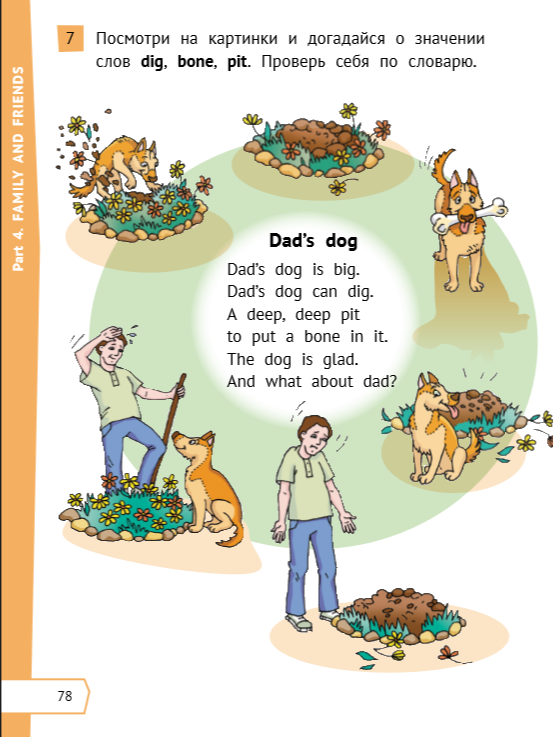 Part 4. FAMILY AND FRIENDS
7 Посмотри на картинки и догадайся о значении
слов dig, bone, pit. Проверь себя по словарю.
Dad's dog
Dad's dog is big.
Dad's dog can dig.
A deep, deep pit
to put a bone in it.
The dog is glad.
And what about dad?
78